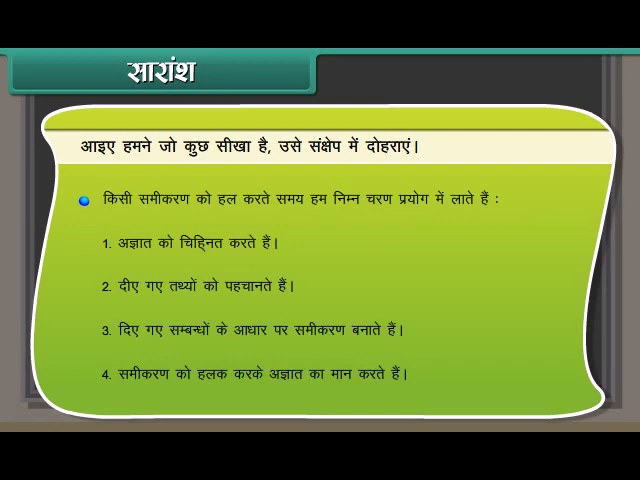 सारांश
आइए हमने जो कुछ सीखा है, उसे संक्षेप में दोहराएं।
किसी समीकरण को हल करते समय हम निम्न चरण प्रयोग में लाते हैं :
1. अज्ञात को चिह्नित करते हैं।
2. दीए गए तथ्यों को पहचानते हैं।
3. दिए गए सम्बन्धों के आधार पर समीकरण बनाते हैं।
4. समीकरण को हलक करके अज्ञात का मान करते हैं।